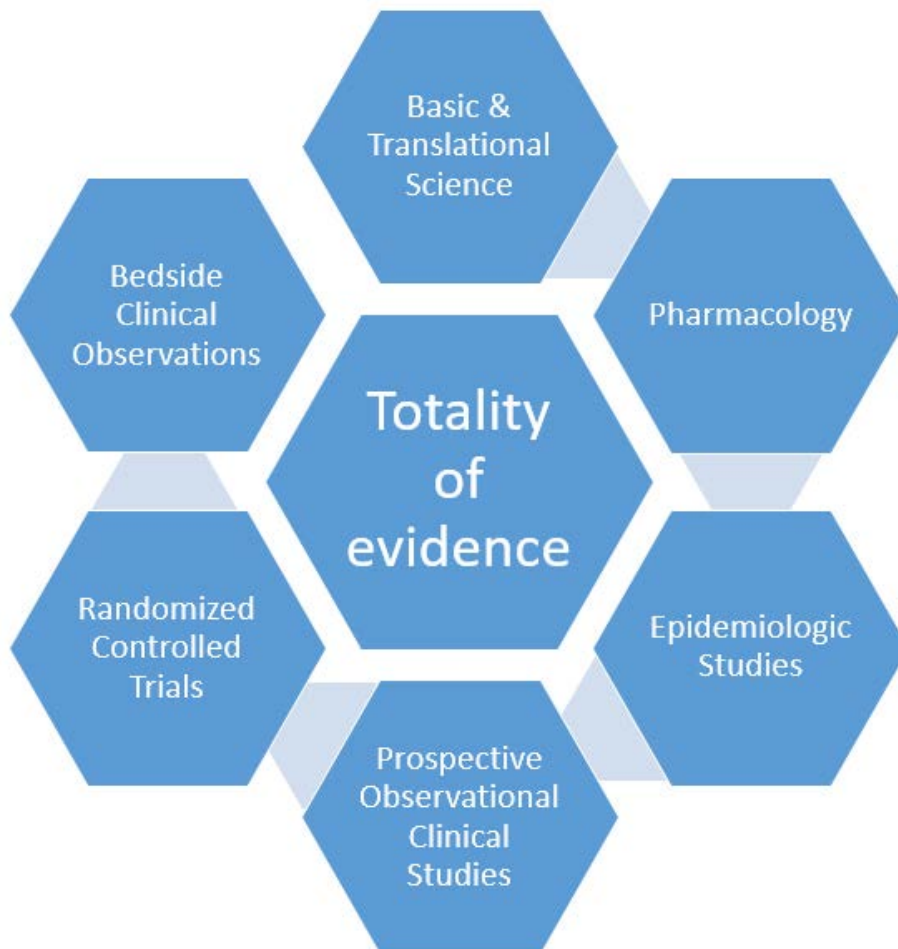 Basic &
Translational
Science
Pharmacology
Epidemiologic
Studies
Prospective
Observational
Clinical
Studies
Randomized
Controlled
Trials
Bedside
Clinical
Observations
Totality
of
evidence